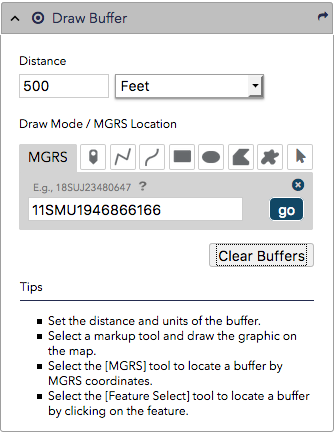 Draw Buffer
Distance
500 Feet
Draw Mode / MGRS Location
MGRS
E.g., 18SUJ23480647 ?
11SMU1946866166 go
Clear Buffers
Tips
Set the distance and units of the buffer.
Select a markup tool and draw the graphic on
the map.
Select the [MGRS] tool to locate a buffer by
MGRS coordinates.
Select the [Feature Select] tool to locate a buffer
by clicking on the feature.